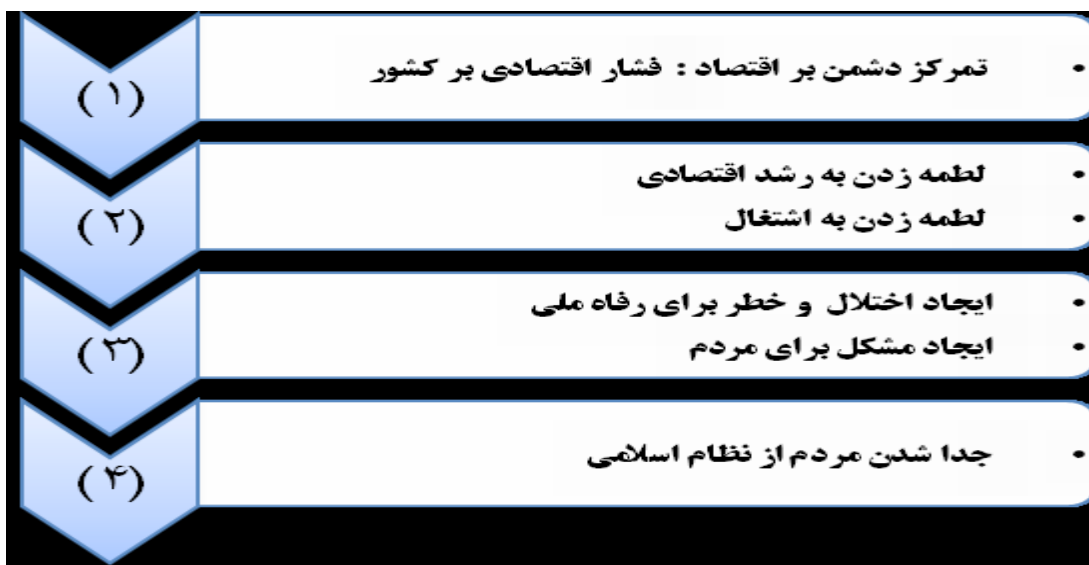 (۱)
• تمرکز دشمن بر اقتصاد : فشار اقتصادی بر کشور
(۲)
• لطمه زدن به رشد اقتصادی
• لطمه زدن به اشتغال
(۳)
• ایجاد اختلال و خطر برای رفاه ملی
• ایجاد مشکل برای مردم
(۴)
• جدا شدن مردم از نظام اسلامی